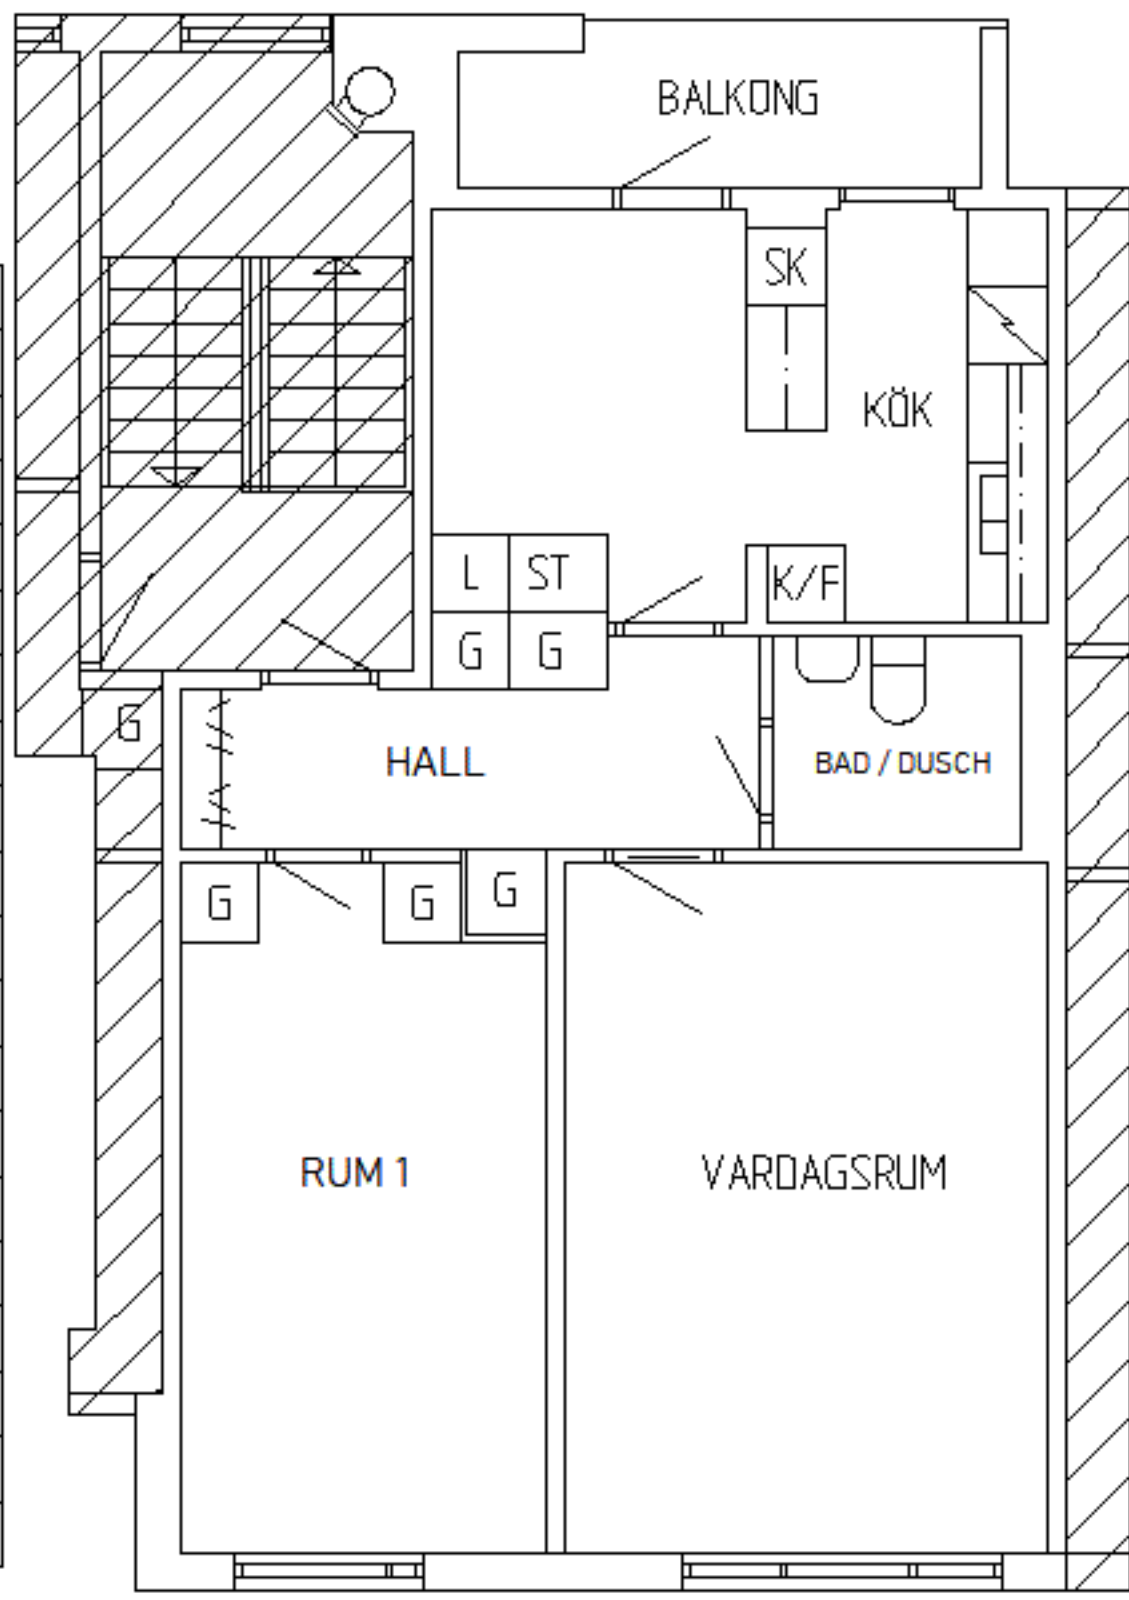 BALKONG
SK
KÖK
L ST
K/F
G G
G
HALL
BAD / DUSCH
G G G
RUM 1
VARDAGSRUM